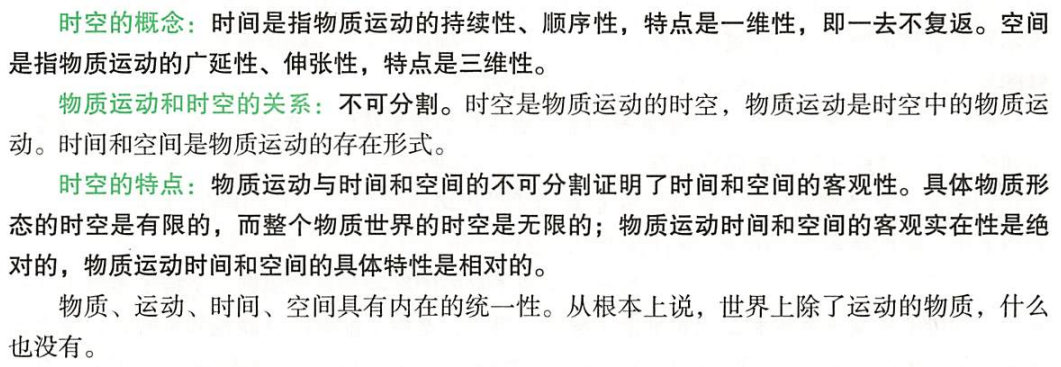 时空的概念：时间是指物质运动的持续性、顺序性，特点是一维性，即一去不复返。空间
是指物质运动的广延性、伸张性，特点是三维性。
物质运动和时空的关系：不可分割。时空是物质运动的时空，物质运动是时空中的物质运
动。时间和空间是物质运动的存在形式。
时空的特点：物质运动与时间和空间的不可分割证明了时间和空间的客观性。具体物质形
态的时空是有限的，而整个物质世界的时空是无限的；物质运动时间和空间的客观实在性是绝
对的，物质运动时间和空间的具体特性是相对的。
物质、运动、时间、空间具有内在的统一性。从根本上说，世界上除了运动的物质，什么
也没有。